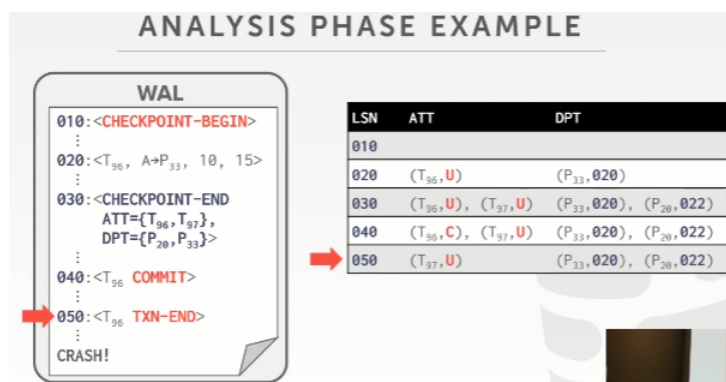 ANALYSIS PHASE EXAMPLE
WAL
010:<CHECKPOINT-BEGIN>
⋮
020:<T₉₆, A→P₃₃, 10, 15>
⋮
030:<CHECKPOINT-END
ATT={T₉₆,T₉₇},
DPT={P₂₀,P₃₃}>
⋮
040:<T₉₆ COMMIT>
⋮
050:<T₉₆ TXN-END>
⋮
CRASH!
LSN ATT DPT
010
020 (T₉₆,U) (P₃₃,020)
030 (T₉₆,U), (T₉₇,U) (P₃₃,020), (P₂₀,022)
040 (T₉₆,C), (T₉₇,U) (P₃₃,020), (P₂₀,022)
050 (T₉₇,U) (P₃₃,020), (P₂₀,022)